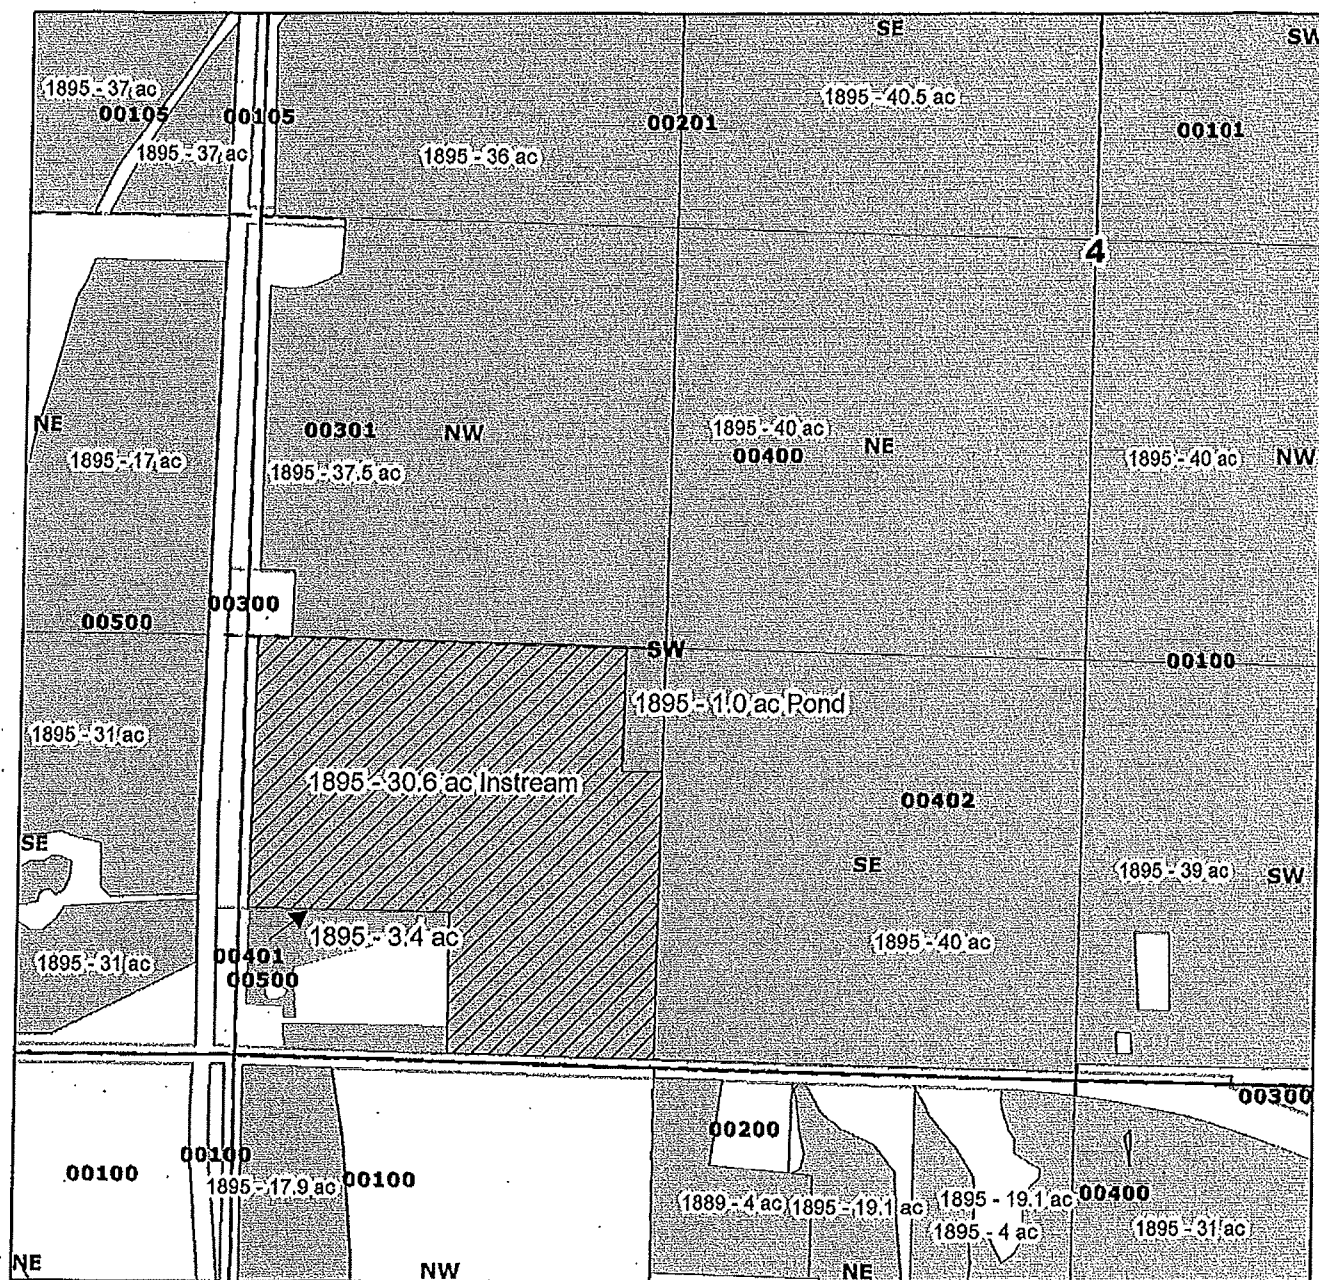 SE
SW
1895 - 37 ac
00105
00105
1895 - 40.5 ac
00201
00101
1895 - 37 ac
1895 - 36 ac
4
NE
00301
NW
1895 - 40 ac
NE
00400
1895 - 17 ac
1895 - 37.5 ac
1895 - 40 ac
NW
00300
00500
SW
00100
1895 - 1.0 ac Pond
1895 - 31 ac
1895 - 30.6 ac Instream
00402
SE
SE
1895 - 39 ac
SW
1895 - 3.4 ac
1895 - 40 ac
00401
1895 - 31 ac
00500
00300
00200
00100
00100
00100
1895 - 17.9 ac
00400
1889 - 4 ac
1895 - 19.1 ac
1895 - 19.1 ac
1895 - 4 ac
1895 - 31 ac
NE
NW
NE